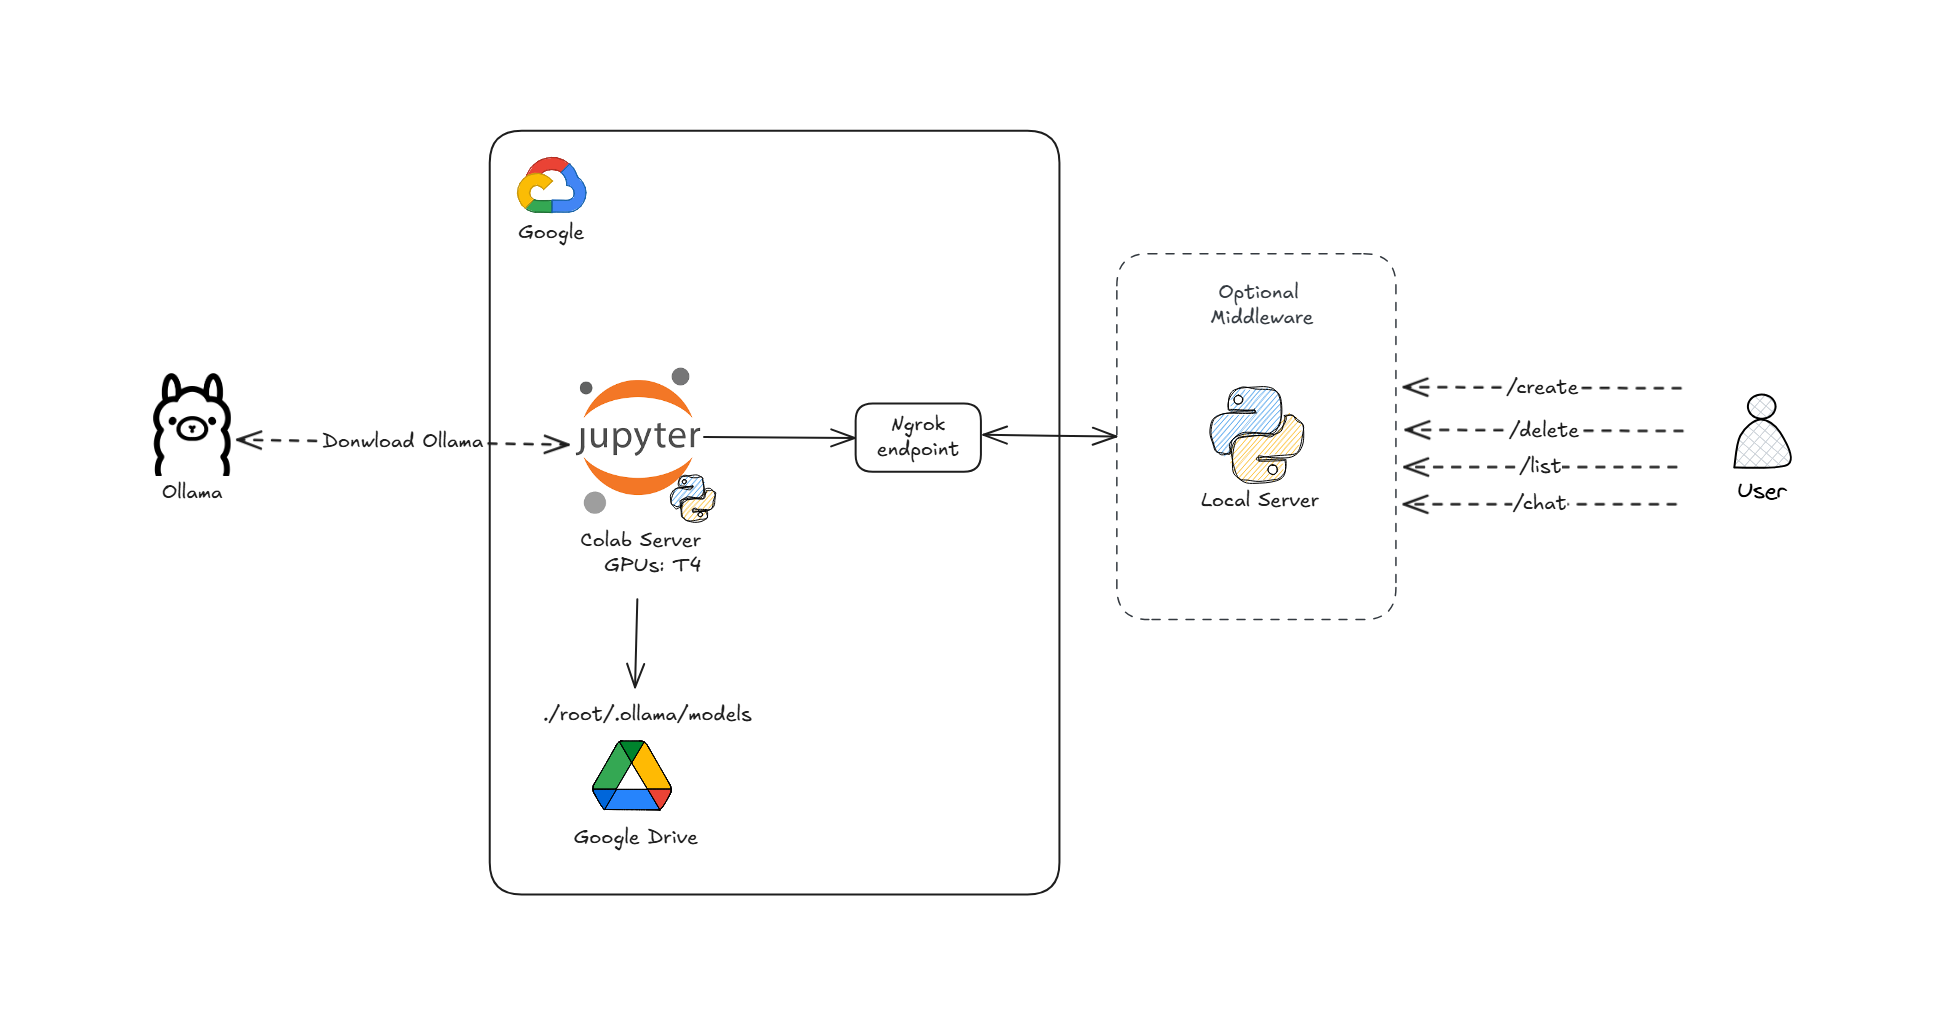 Google
Optional
Middleware
Ollama
Donwload Ollama
jupyter
Colab Server
GPUs: T4
Ngrok
endpoint
Local Server
/create
/delete
/list
/chat
User
./root/.ollama/models
Google Drive